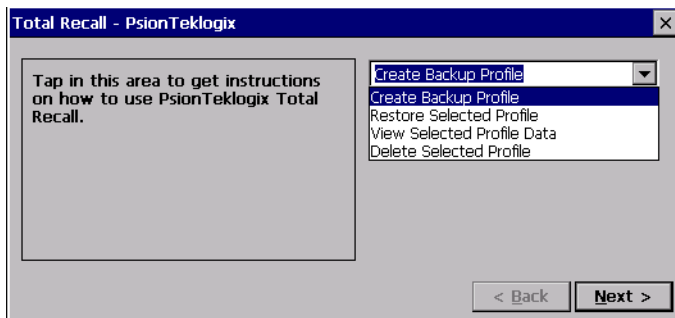 Total Recall - PsionTeklogix
Tap in this area to get instructions
on how to use PsionTeklogix Total
Recall.
Create Backup Profile
Create Backup Profile
Restore Selected Profile
View Selected Profile Data
Delete Selected Profile
< Back
Next >